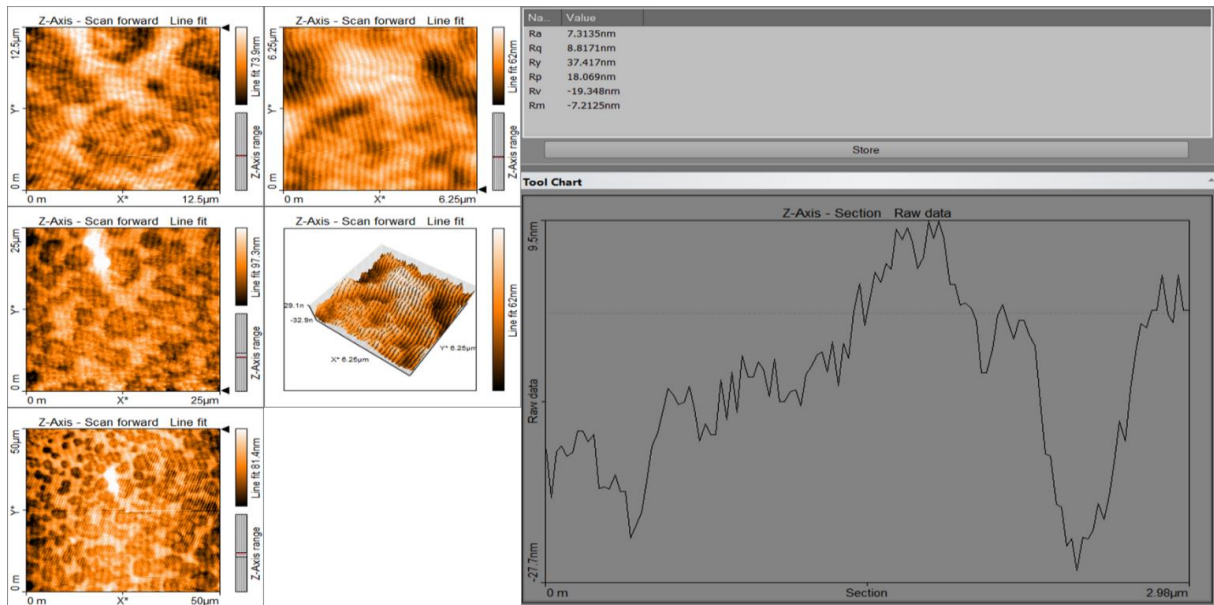 Z-Axis - Scan forward Line fit
12.5µm
Y*
0 m
0 m X* 12.5µm
Line fit 73.9nm
Z-Axis range
Z-Axis - Scan forward Line fit
6.25µm
Y*
0 m
0 m X* 6.25µm
Line fit 62nm
Z-Axis range
Z-Axis - Scan forward Line fit
25µm
Y*
0 m
0 m X* 25µm
Line fit 97.3nm
Z-Axis range
Z-Axis - Scan forward Line fit
29.1n
-32.9n
X* 6.25µm
Y* 6.25µm
Line fit 62nm
Z-Axis - Scan forward Line fit
50µm
Y*
0 m
0 m X* 50µm
Line fit 81.4nm
Z-Axis range
Na... Value
Ra 7.3135nm
Rq 8.8171nm
Ry 37.417nm
Rp 18.069nm
Rv -19.348nm
Rm -7.2125nm
Store
Tool Chart
Z-Axis - Section Raw data
9.5nm
Raw data
-27.7nm
0 m Section 2.98µm